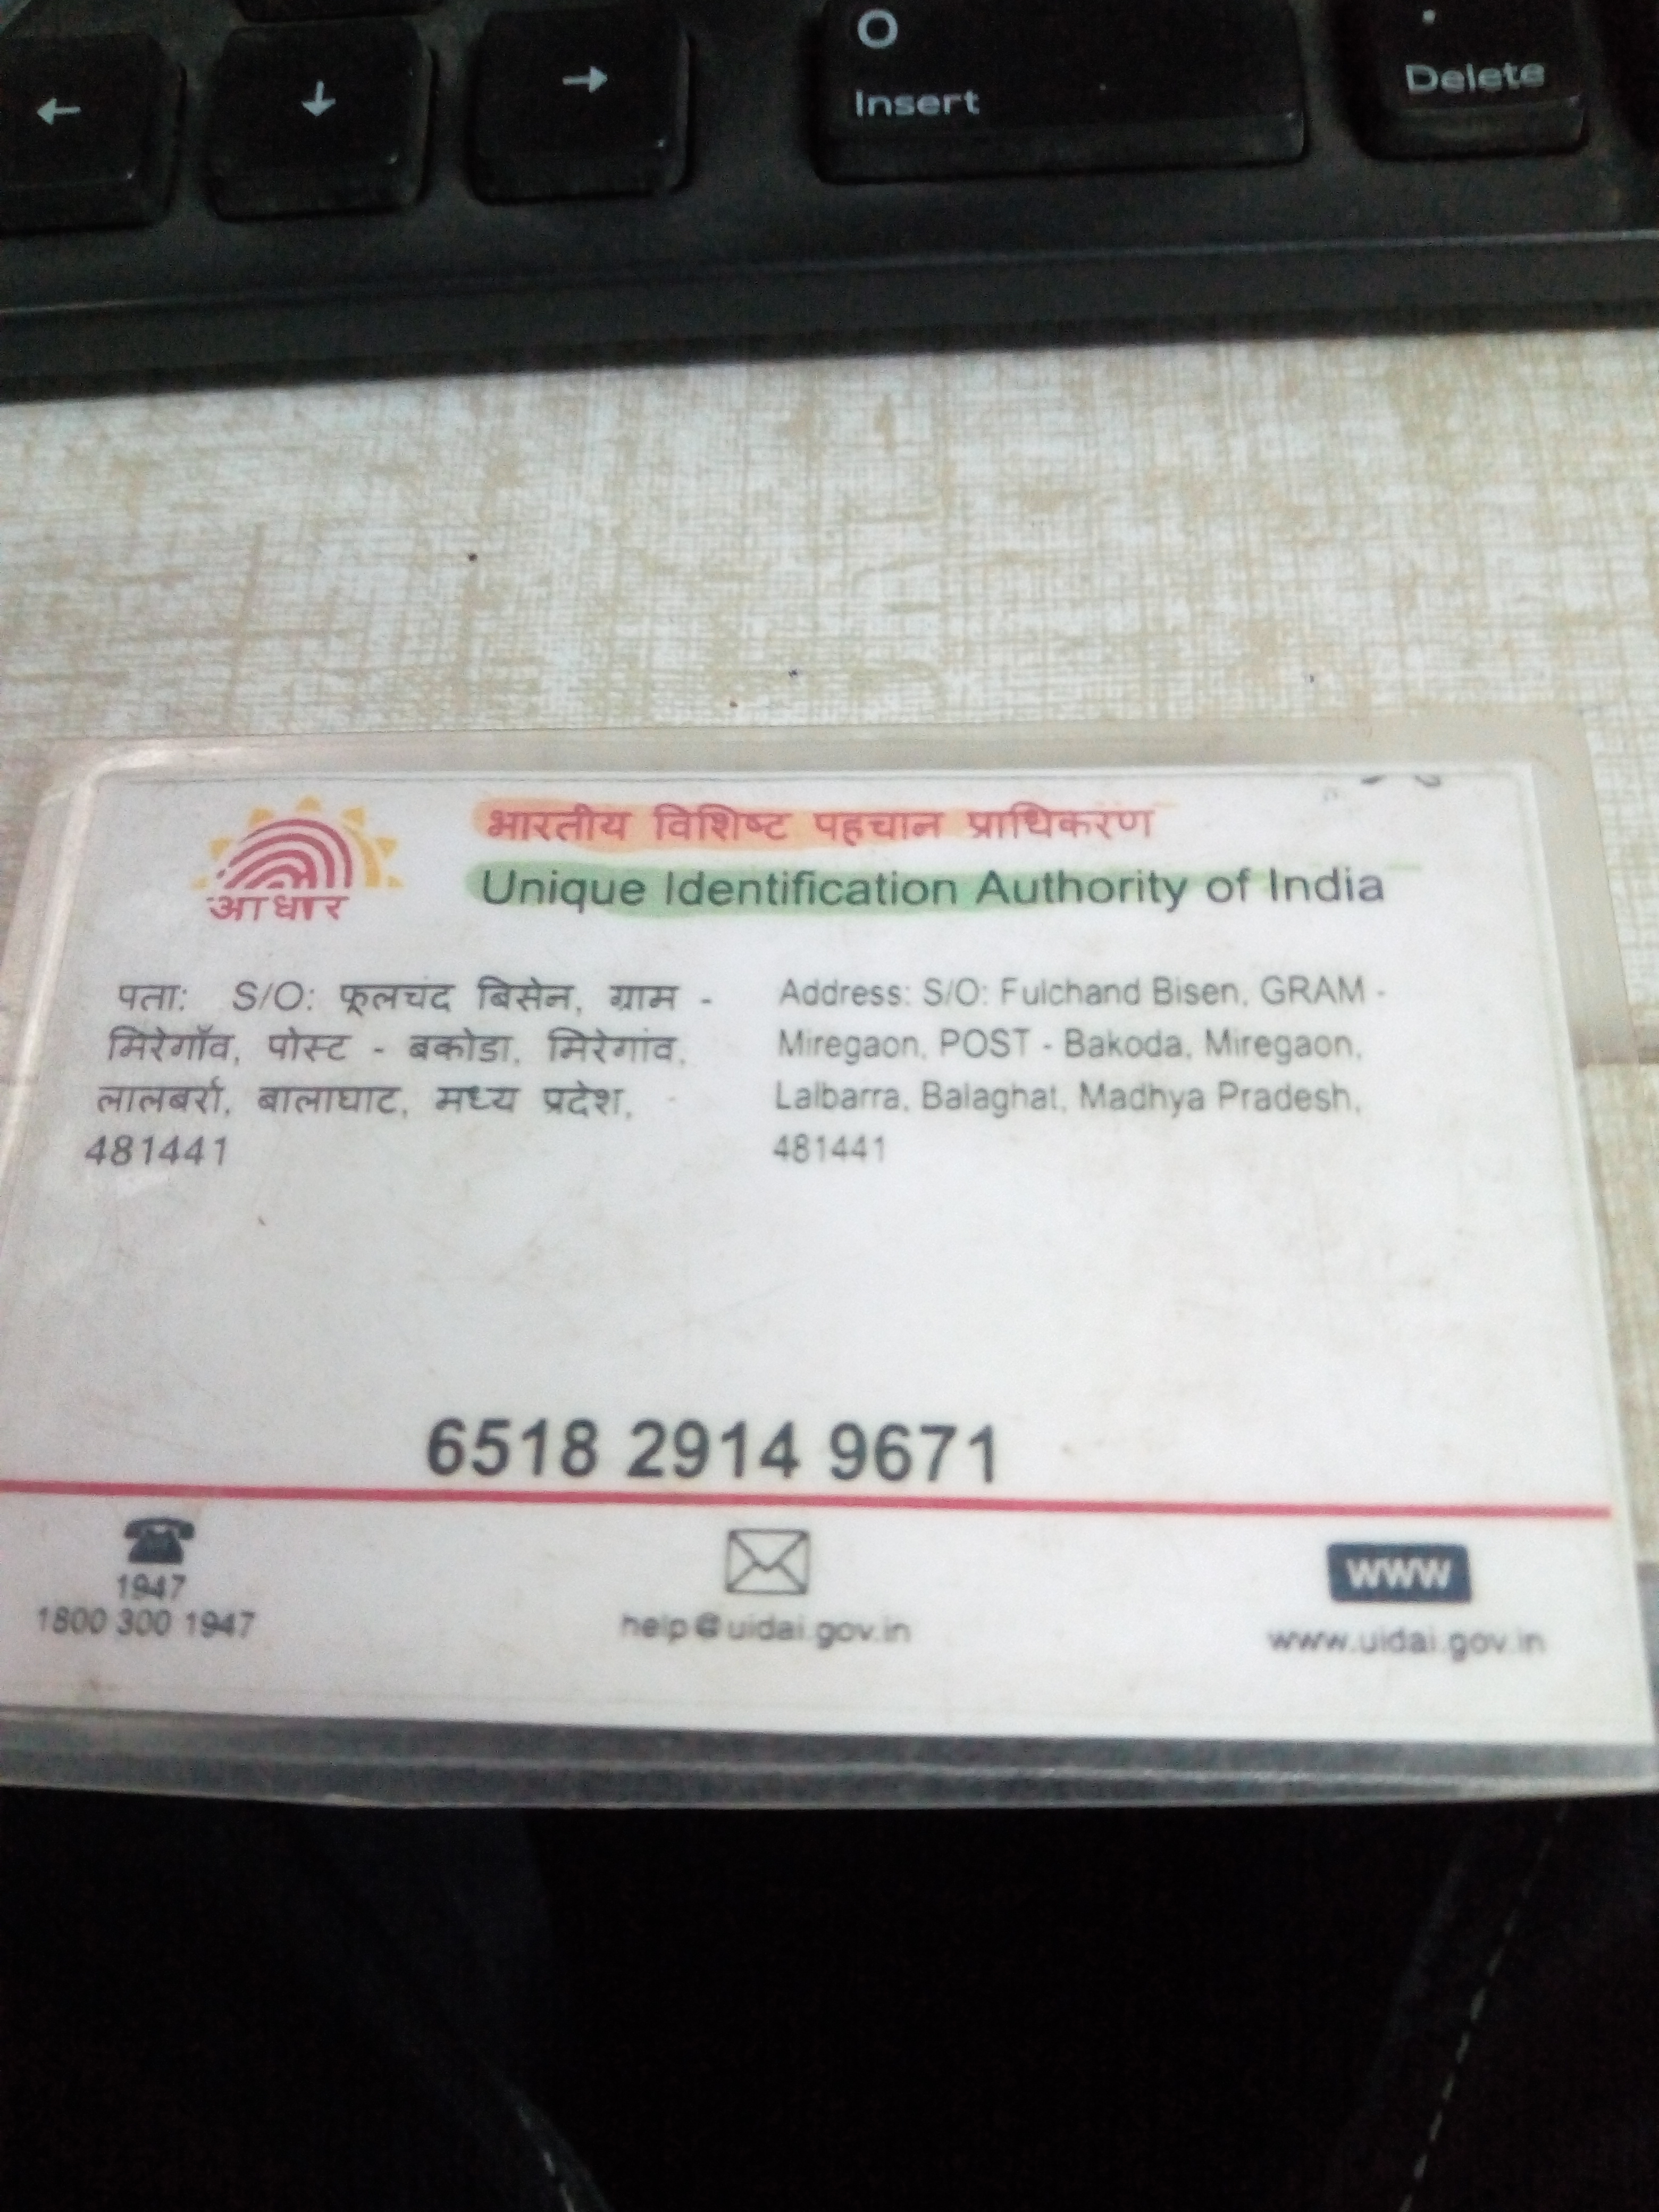 ←
↓
→
0
Insert
.
Delete
आधार
भारतीय विशिष्ट पहचान प्राधिकरण
Unique Identification Authority of India
पता: S/O: फूलचंद बिसेन, ग्राम -
मिरेगॉव, पोस्ट - बकोडा, मिरेगांव,
लालबर्रा, बालाघाट, मध्य प्रदेश,
481441
Address: S/O: Fulchand Bisen, GRAM -
Miregaon, POST - Bakoda, Miregaon,
Lalbarra, Balaghat, Madhya Pradesh,
481441
6518 2914 9671
1947
1800 300 1947
help@uidai.gov.in
WWW
www.uidai.gov.in